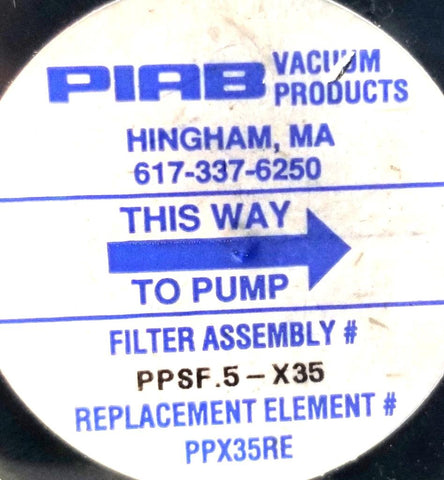 PIAB VACUUM
PRODUCTS
HINGHAM, MA
617-337-6250
THIS WAY
TO PUMP
FILTER ASSEMBLY #
PPSF.5-X35
REPLACEMENT ELEMENT #
PPX35RE